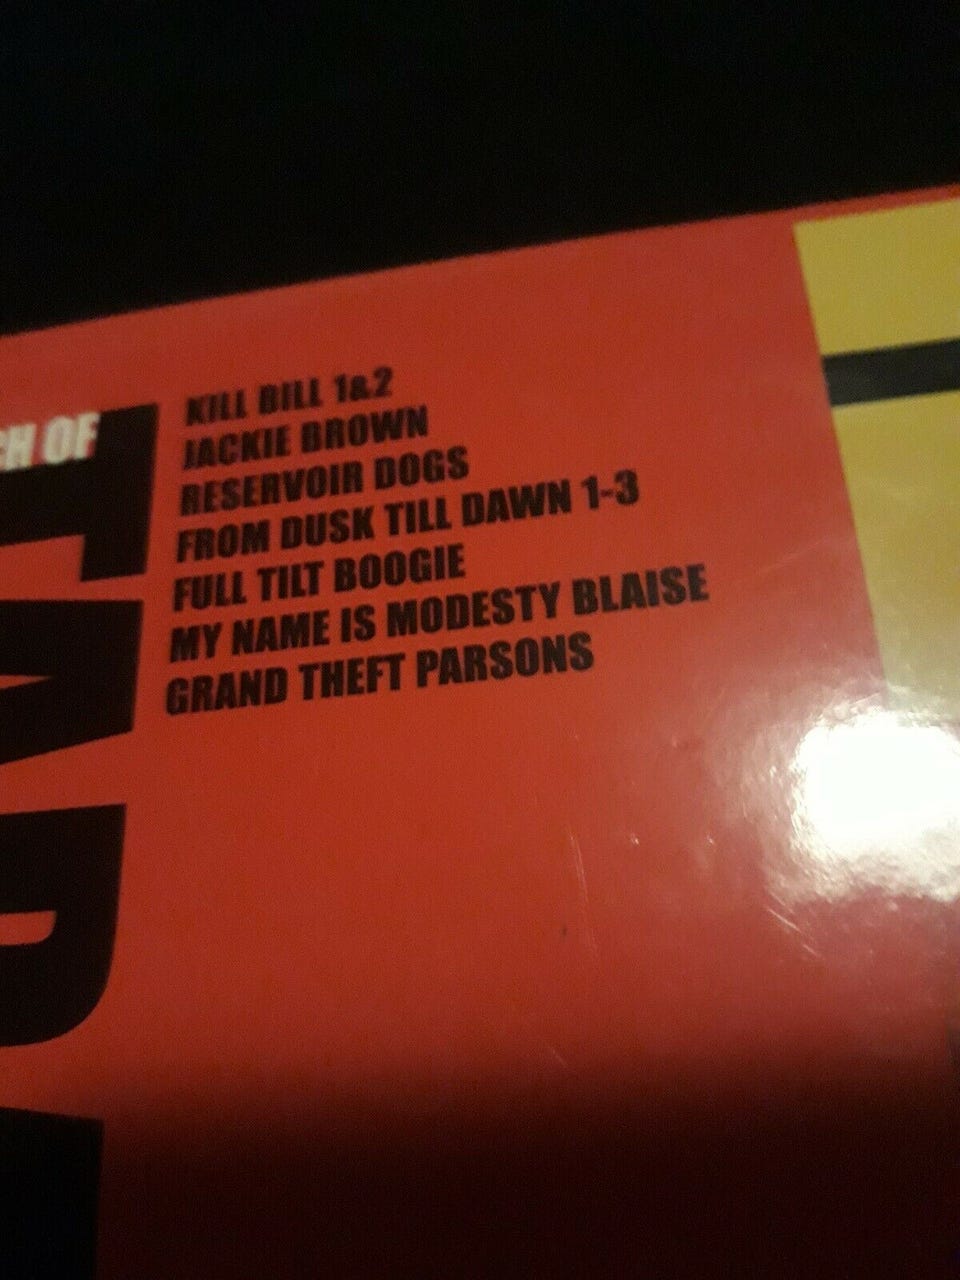 KILL BILL 1&2
JACKIE BROWN
RESERVOIR DOGS
FROM DUSK TILL DAWN 1-3
FULL TILT BOOGIE
MY NAME IS MODESTY BLAISE
GRAND THEFT PARSONS
OF
TAR